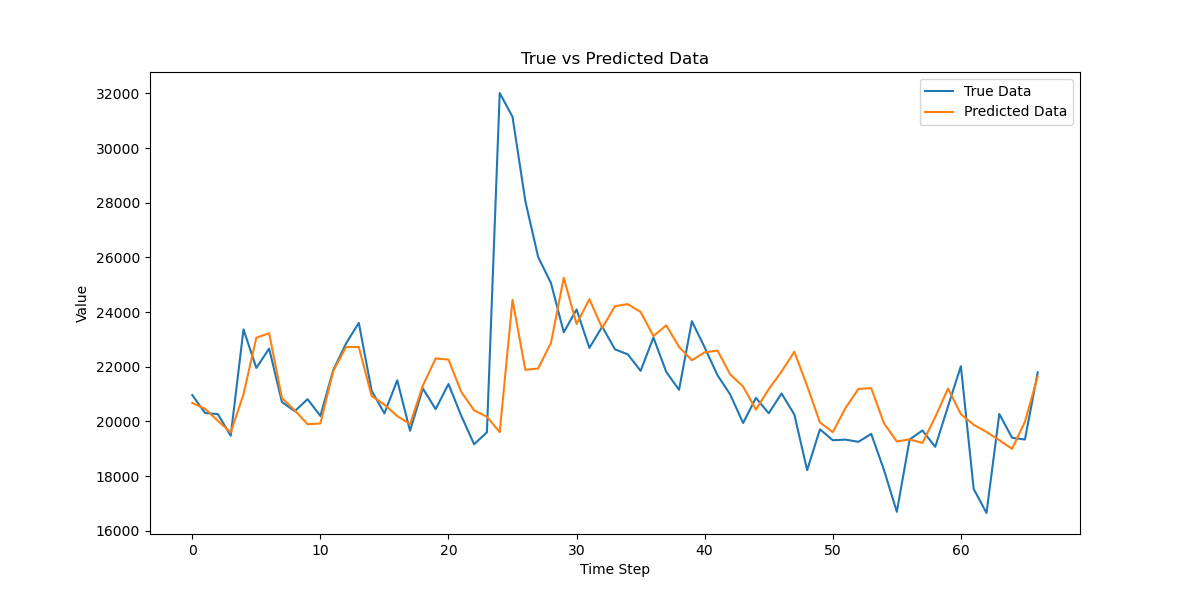 True vs Predicted Data
True Data
Predicted Data
Value
32000
30000
28000
26000
24000
22000
20000
18000
16000
0 10 20 30 40 50 60
Time Step